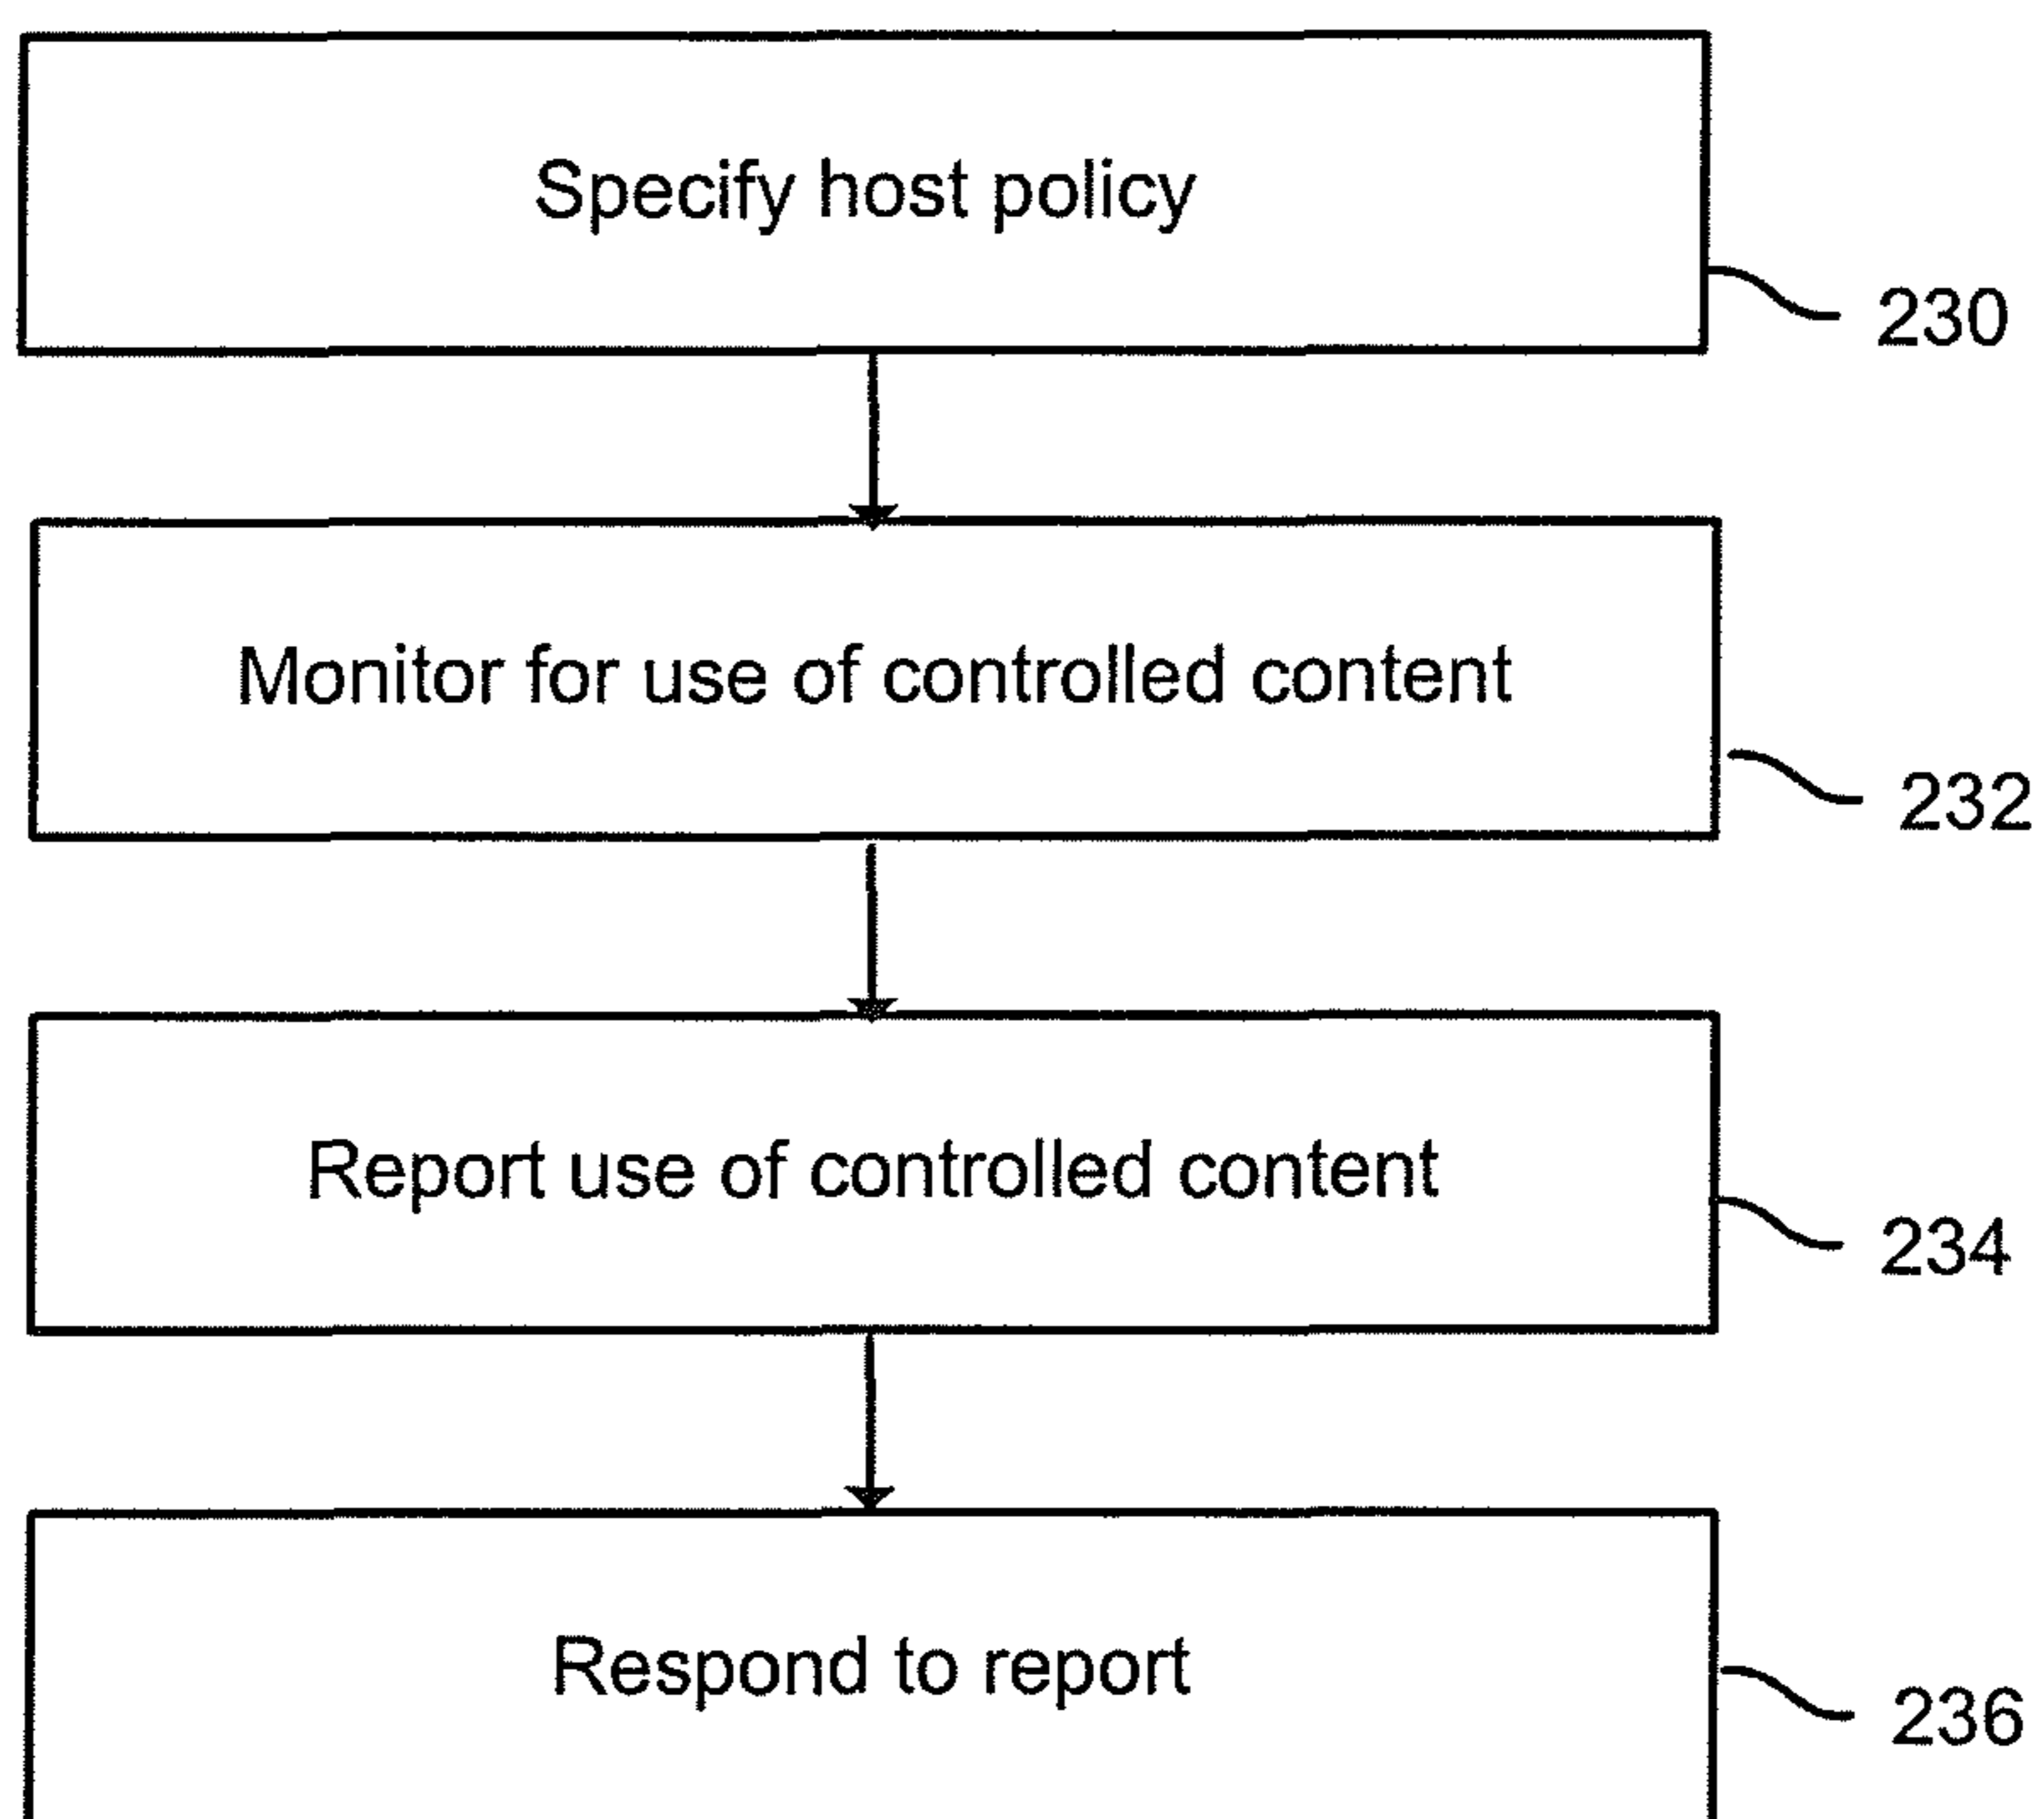 Specify host policy
230
Monitor for use of controlled content
232
Report use of controlled content
234
Respond to report
236